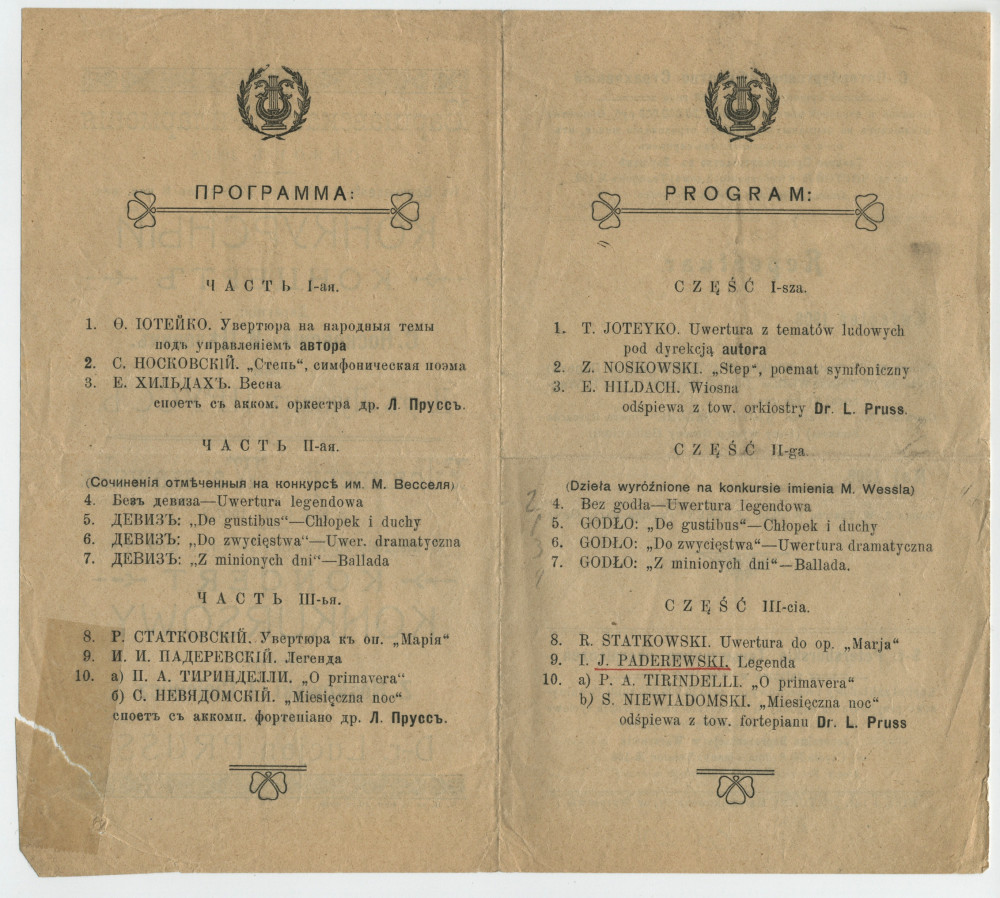 ПРОГРАММА:
ЧАСТЬ I-ая.
1. Ѳ. ІОТЕЙКО. Увертюра на народныя темы
подъ управленіемъ автора
2. С. НОСКОВСКІЙ. „Степь“, симфоническая поэма
3. Е. ХИЛЬДАХЪ. Весна
споетъ съ акком. оркестра др. Л. Пруссъ.
ЧАСТЬ II-ая.
(Сочиненія отмѣченныя на конкурсѣ им. М. Весселя)
4. Безъ девиза—Uwertura legendowa
5. ДЕВИЗЪ: „De gustibus“—Chłopek i duchy
6. ДЕВИЗЪ: „Do zwycięstwa“—Uwer. dramatyczna
7. ДЕВИЗЪ: „Z minionych dni“—Ballada
ЧАСТЬ III-ья.
8. Р. СТАТКОВСКІЙ. Увертюра къ оп. „Марія“
9. И. И. ПАДЕРЕВСКІЙ. Легенда
10. а) П. А. ТИРИНДЕЛЛИ. „O primavera“
б) С. НЕВЯДОМСКІЙ. „Miesięczna noc“
споетъ съ аккомп. фортепіано др. Л. Пруссъ.
PROGRAM:
CZĘŚĆ I-sza.
1. T. JOTEYKO. Uwertura z tematów ludowych
pod dyrekcją autora
2. Z. NOSKOWSKI. „Step“, poemat symfoniczny
3. E. HILDACH. Wiosna
odśpiewa z tow. orkiostry Dr. L. Pruss.
CZĘŚĆ II-ga.
(Dzieła wyróżnione na konkursie imienia M. Wessla)
4. Bez godła—Uwertura legendowa
5. GODŁO: „De gustibus“—Chłopek i duchy
6. GODŁO: „Do zwycięstwa“—Uwertura dramatyczna
7. GODŁO: „Z minionych dni“—Ballada.
CZĘŚĆ III-cia.
8. R. STATKOWSKI. Uwertura do op. „Marja“
9. I. J. PADEREWSKI. Legenda
10. a) P. A. TIRINDELLI. „O primavera“
b) S. NIEWIADOMSKI. „Miesięczna noc“
odśpiewa z tow. fortepianu Dr. L. Pruss